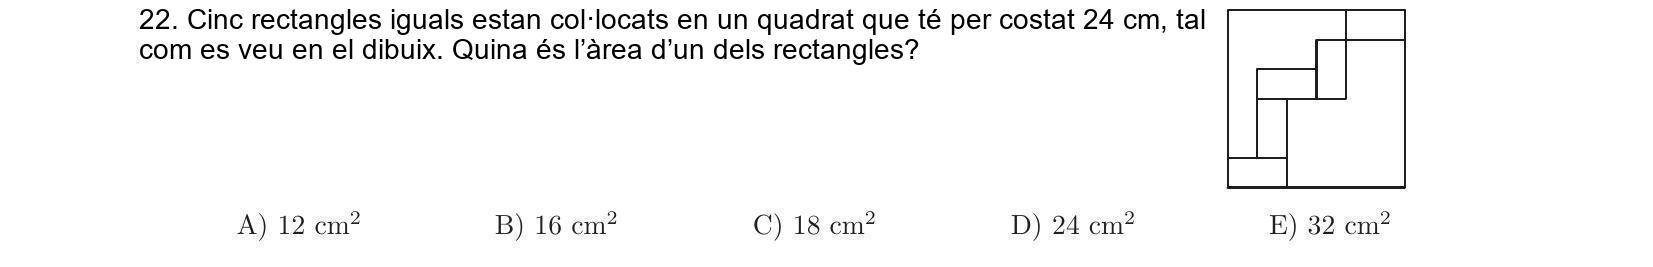 22. Cinc rectangles iguals estan col·locats en un quadrat que té per costat 24 cm, tal
com es veu en el dibuix. Quina és l’àrea d’un dels rectangles?
A) 12 cm² B) 16 cm² C) 18 cm² D) 24 cm² E) 32 cm²